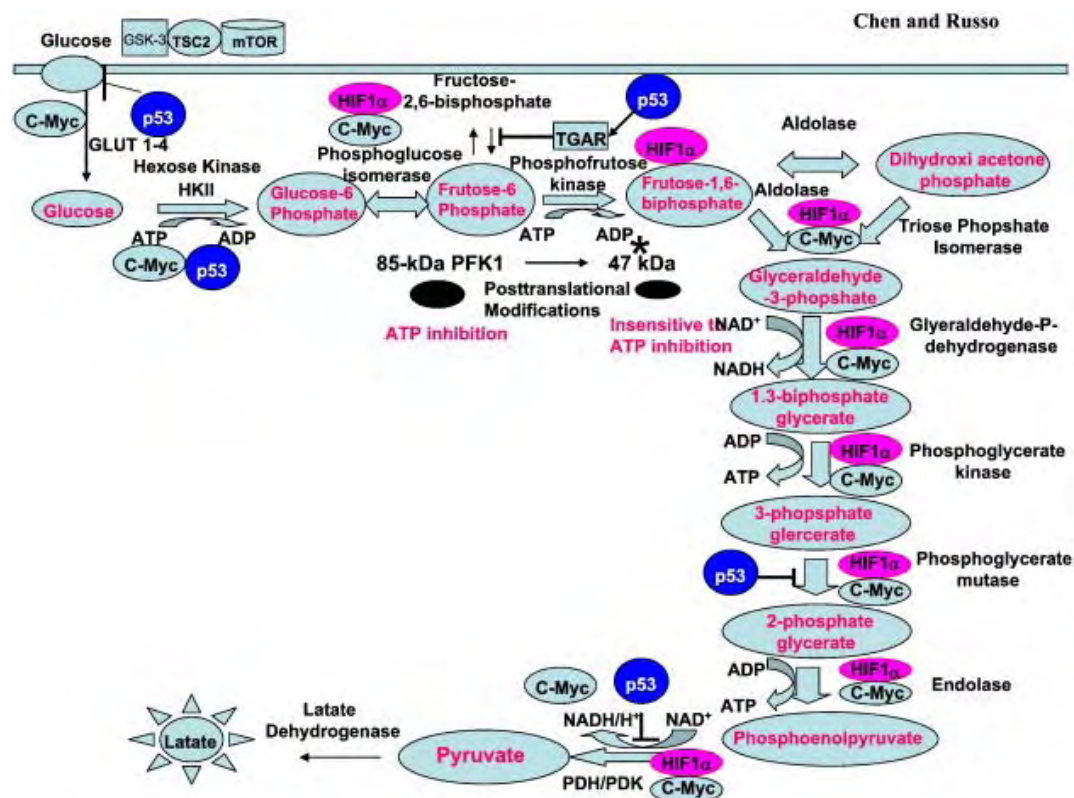 Chen and Russo
Glucose
GSK-3
TSC2
mTOR
C-Myc
p53
GLUT 1-4
Hexose Kinase
HKII
Glucose
ATP
ADP
C-Myc
p53
Glucose-6
Phosphate
HIF1α
C-Myc
Phosphoglucose
isomerase
Fructose-
2,6-bisphosphate
TGAR
p53
Frutose-6
Phosphate
Phosphofrutose
kinase
ATP
ADP
*
HIF1α
Frutose-1,6-
biphosphate
85-kDa PFK1
47 kDa
Posttranslational
Modifications
ATP inhibition
Insensitive to
ATP inhibition
Aldolase
Dihydroxi acetone
phosphate
Aldolase
HIF1α
C-Myc
Triose Popshate
Isomerase
Glyceraldehyde
-3-phopshate
NAD⁺
NADH
HIF1α
C-Myc
Glyeraldehyde-P-
dehydrogenase
1.3-biphosphate
glycerate
ADP
ATP
HIF1α
C-Myc
Phosphoglycerate
kinase
3-phopsphate
glercerate
p53
HIF1α
C-Myc
Phosphoglycerate
mutase
2-phosphate
glycerate
ADP
ATP
HIF1α
C-Myc
Endolase
Phosphoenolpyruvate
C-Myc
p53
NADH/H⁺
NAD⁺
HIF1α
C-Myc
PDH/PDK
Pyruvate
Latate
Dehydrogenase
Latate